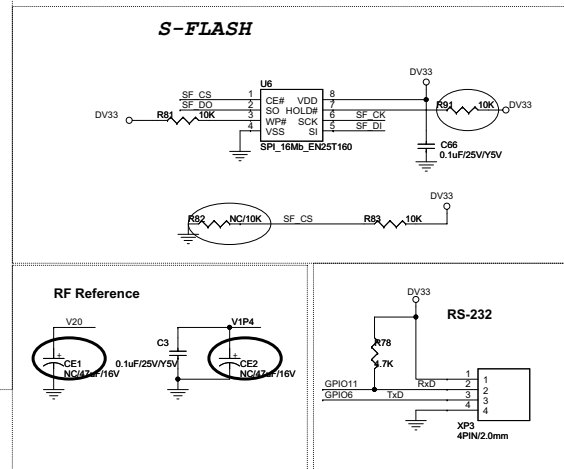 S-FLASH
U6
DV33
SF_CS 1 CE# VDD 8
SF_DO 2 SO HOLD# 7 R91 10K DV33
DV33 R81 10K 3 WP# SCK 6 SF_CK
4 VSS SI 5 SF_DI
SPI_16Mb_EN25T160
C66
0.1uF/25V/Y5V
DV33
R82 NC/10K SF_CS R83 10K
RF Reference
V20 V1P4
C3
0.1uF/25V/Y5V
CE1
NC/47uF/16V
CE2
NC/47uF/16V
DV33
RS-232
R78
4.7K
1 1
GPIO11 RxD 2 2
GPIO6 TxD 3 3
4 4
XP3
4PIN/2.0mm